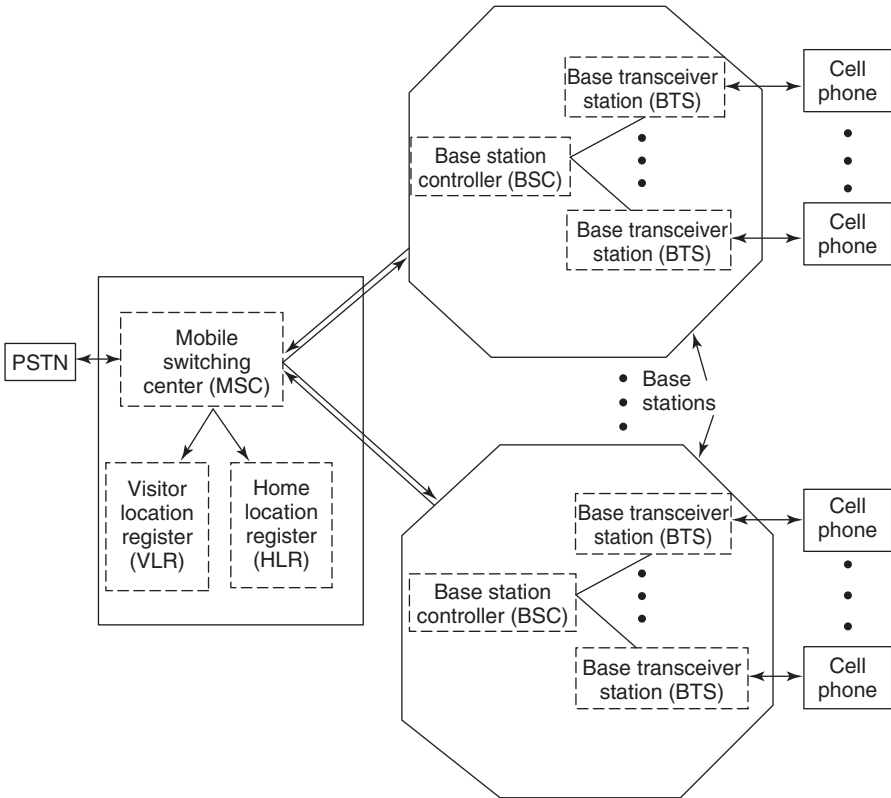 Base transceiver
station (BTS)
Cell
phone
Base station
controller (BSC)
Base transceiver
station (BTS)
Cell
phone
PSTN
Mobile
switching
center (MSC)
Visitor
location
register
(VLR)
Home
location
register
(HLR)
Base
stations
Base transceiver
station (BTS)
Cell
phone
Base station
controller (BSC)
Base transceiver
station (BTS)
Cell
phone